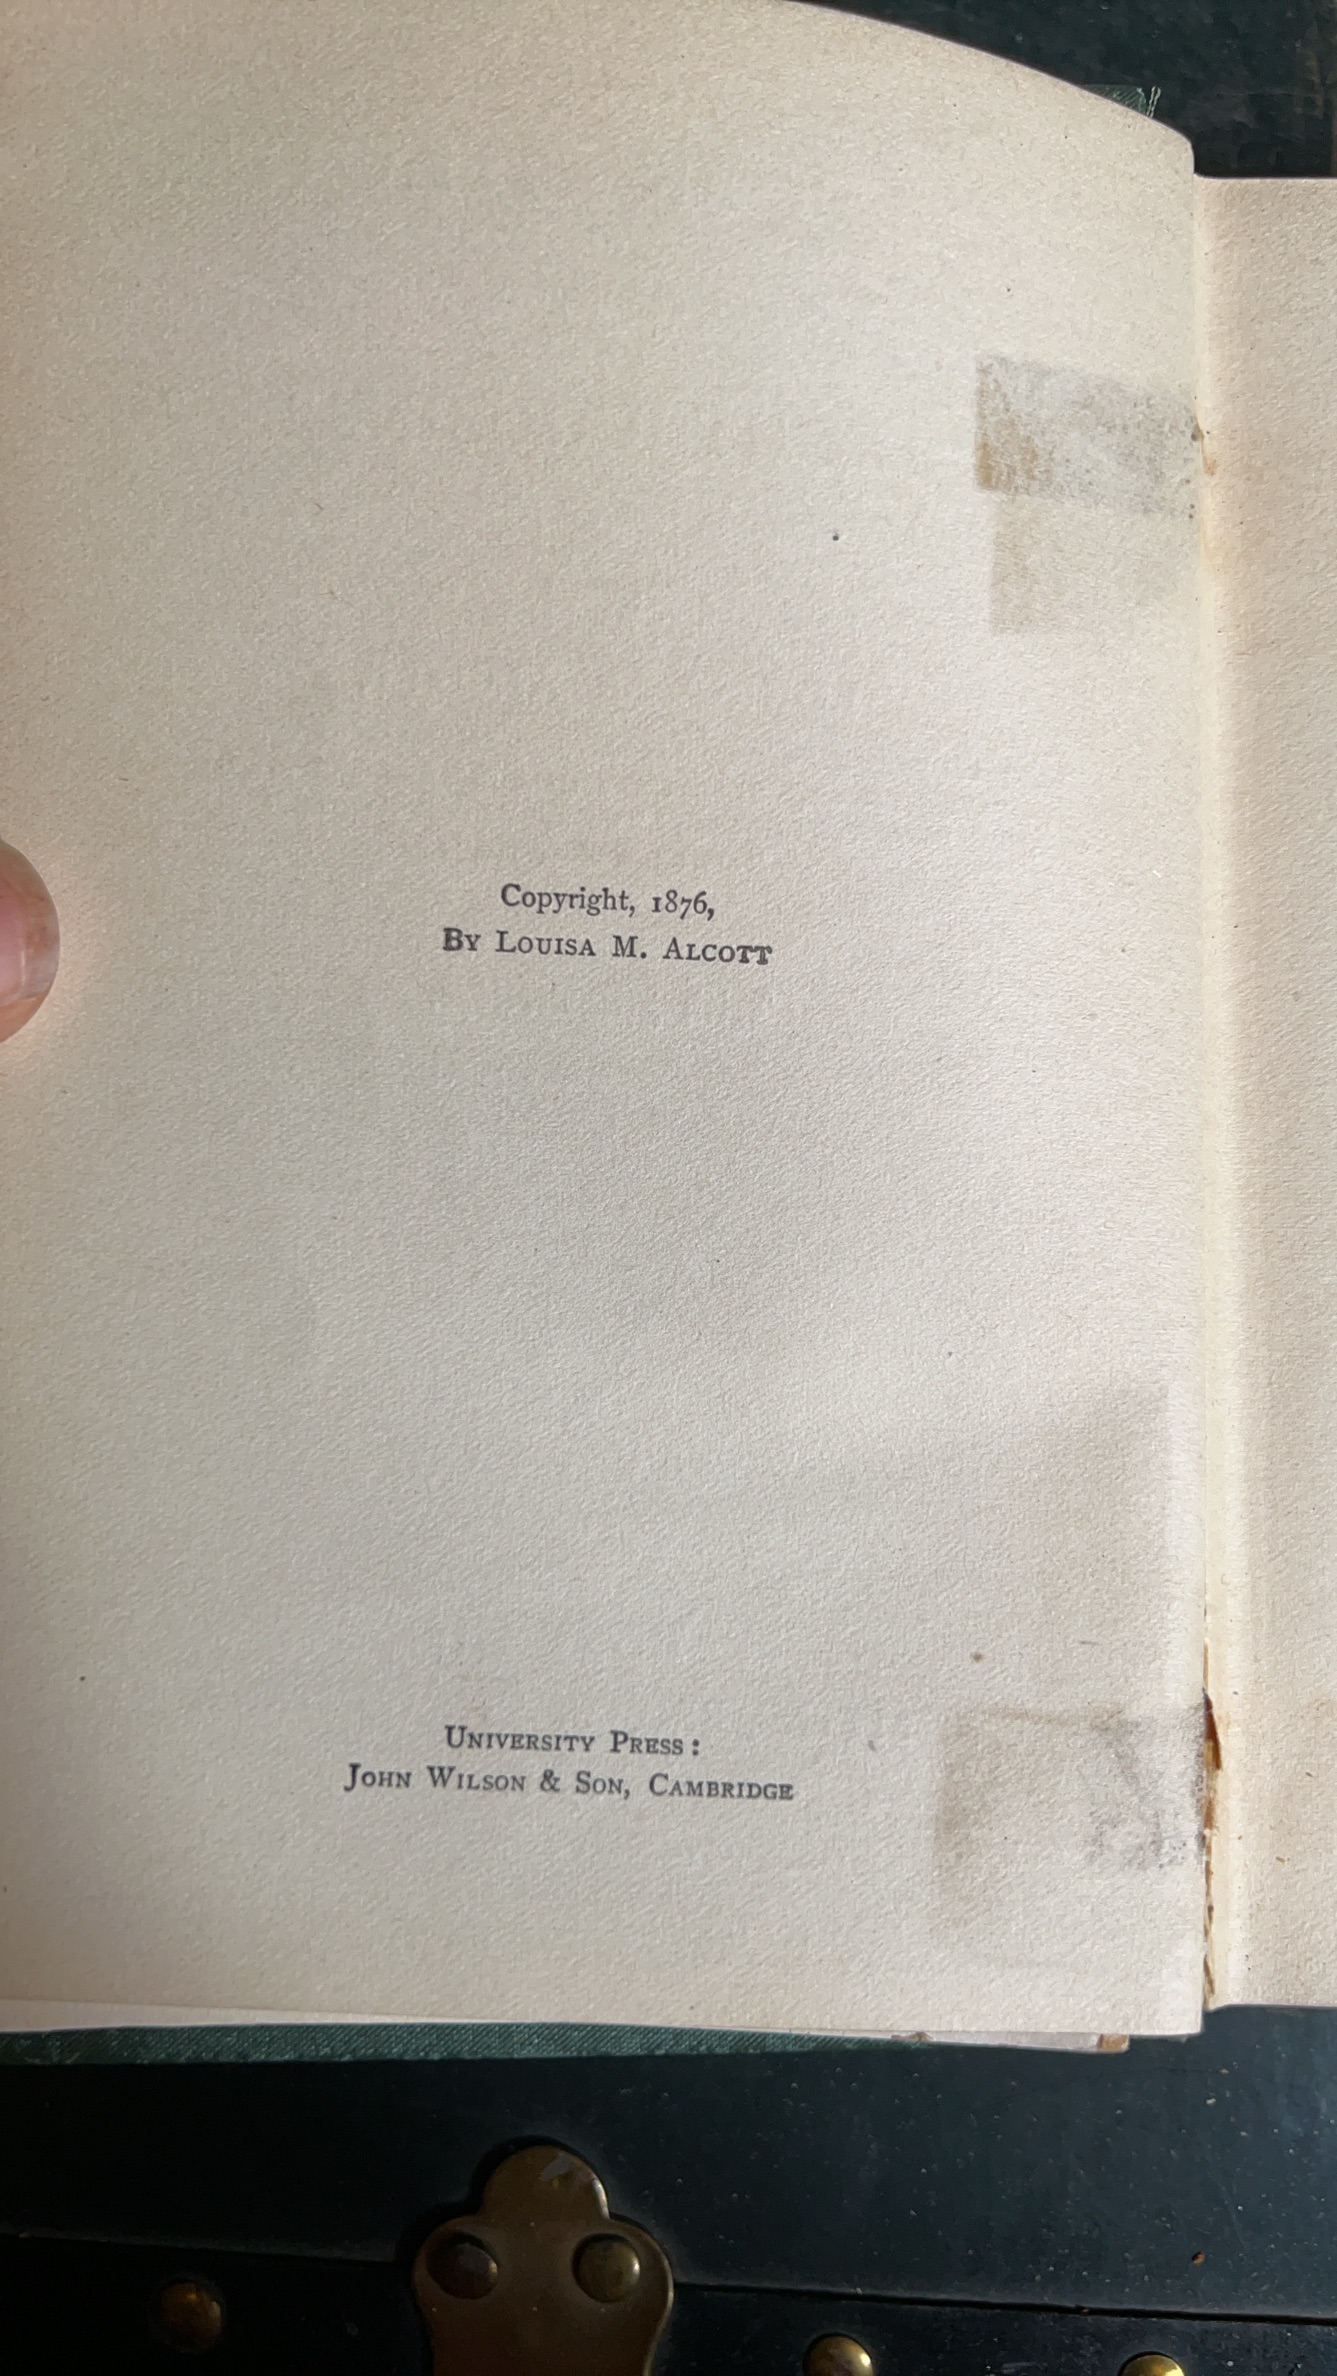 Copyright, 1876,
By Louisa M. Alcott
University Press:
John Wilson & Son, Cambridge